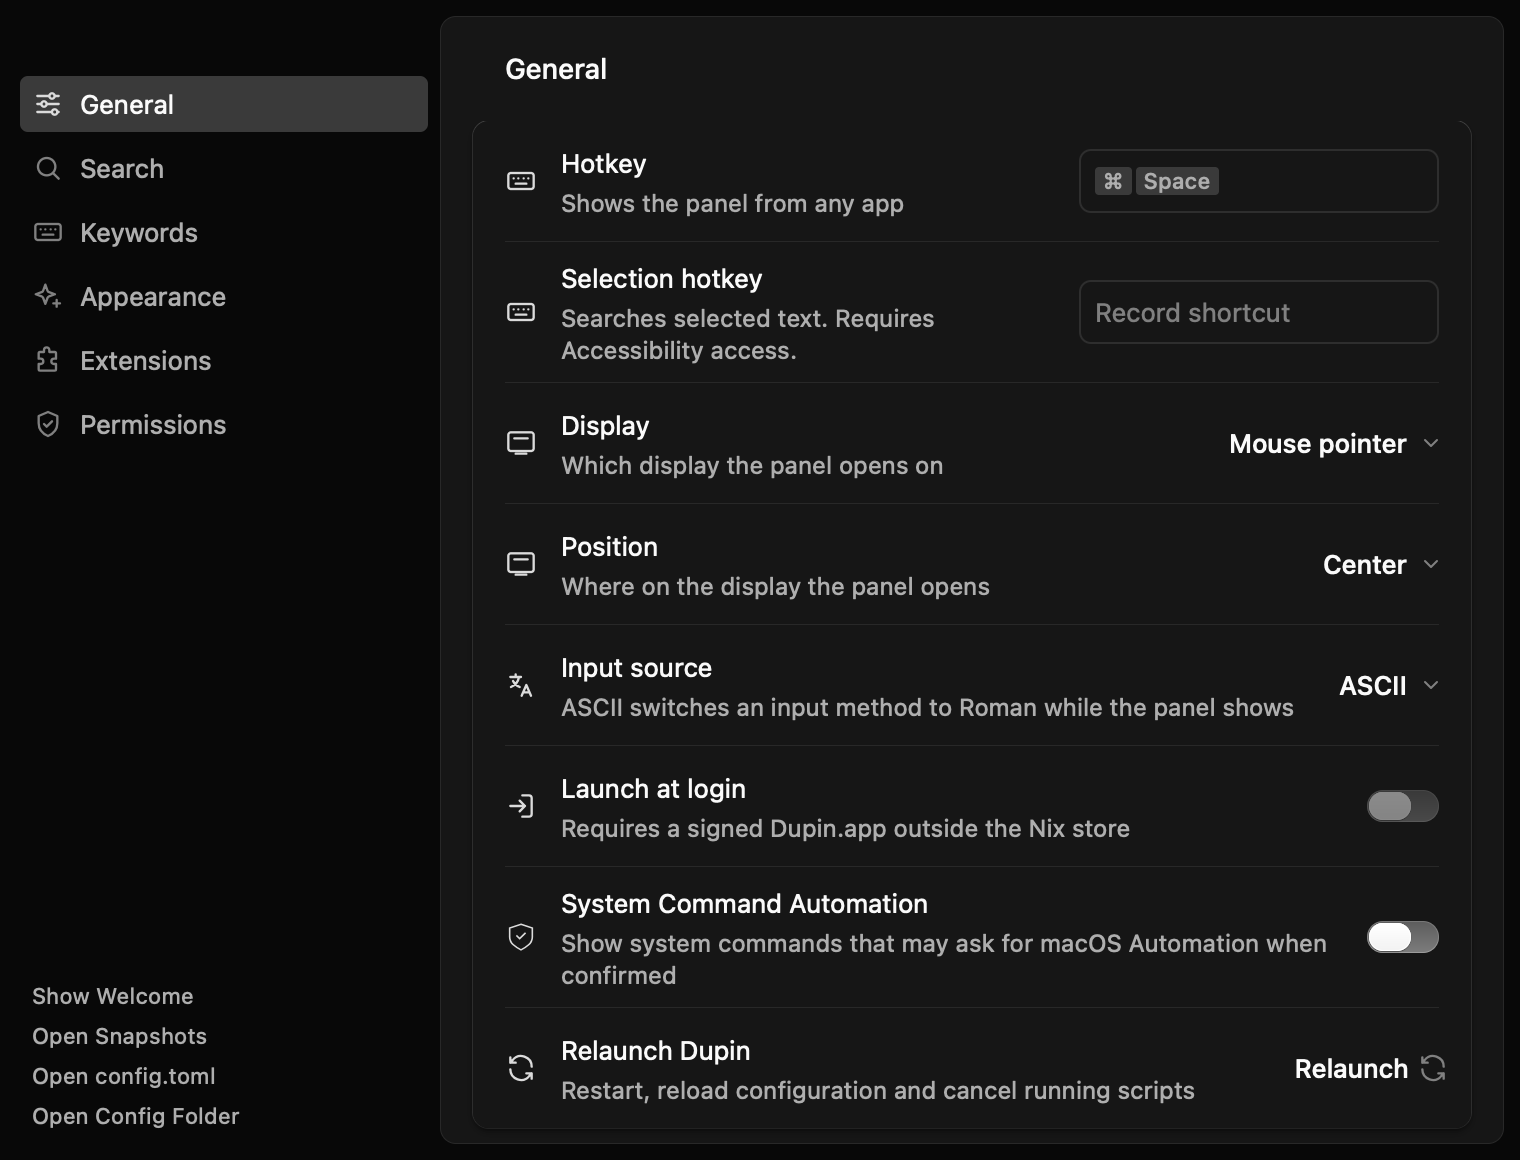 General
Search
Keywords
Appearance
Extensions
Permissions
Show Welcome
Open Snapshots
Open config.toml
Open Config Folder
General
Hotkey
Shows the panel from any app
⌘ Space
Selection hotkey
Searches selected text. Requires
Accessibility access.
Record shortcut
Display
Which display the panel opens on
Mouse pointer
Position
Where on the display the panel opens
Center
Input source
ASCII switches an input method to Roman while the panel shows
ASCII
Launch at login
Requires a signed Dupin.app outside the Nix store
System Command Automation
Show system commands that may ask for macOS Automation when
confirmed
Relaunch Dupin
Restart, reload configuration and cancel running scripts
Relaunch